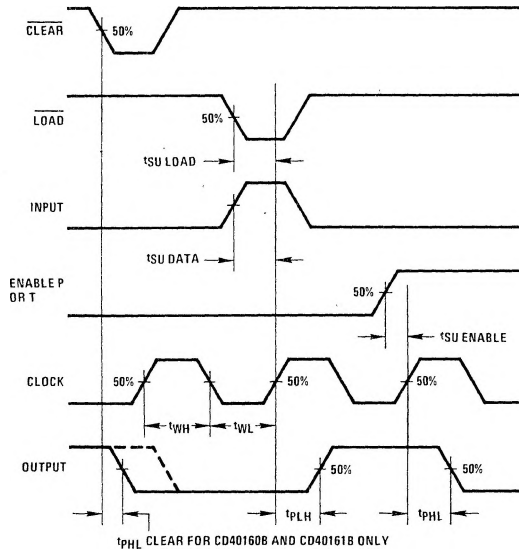 CLEAR
50%
LOAD
50%
tSU LOAD
INPUT
tSU DATA
ENABLE P
OR T
50%
tSU ENABLE
CLOCK
50%
50%
50%
tWH
tWL
OUTPUT
50%
50%
tPLH
tPHL
tPHL CLEAR FOR CD40160B AND CD40161B ONLY